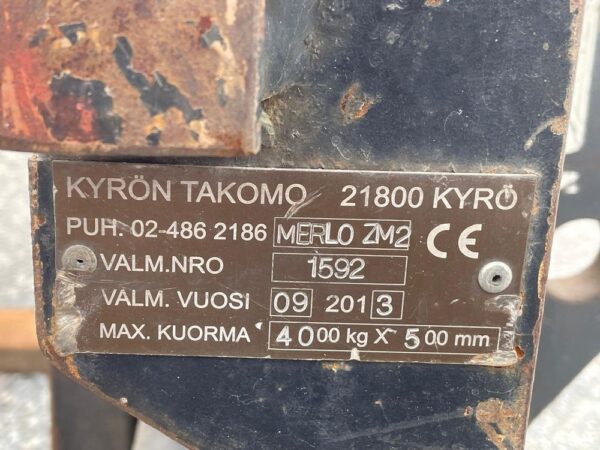 KYRÖN TAKOMO 21800 KYRÖ
PUH. 02-486 2186 MERLO ZM2 CE
VALM.NRO 1592
VALM. VUOSI 09 2013
MAX. KUORMA 4000 kg X 500 mm